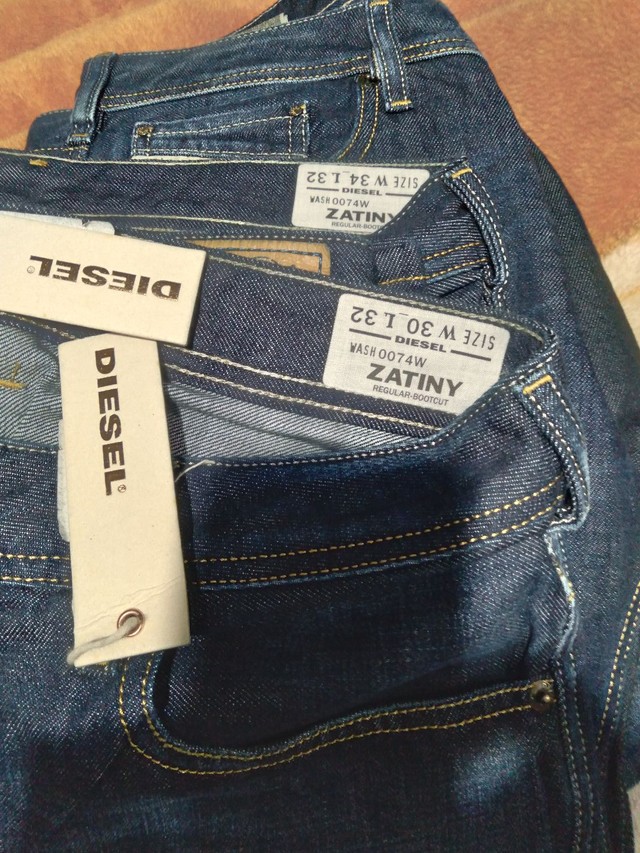 SIZE W 34 L 32
DIESEL
WASH 0074W
ZATINY
REGULAR-BOOTCUT
DIESEL
SIZE W 30 L 32
DIESEL
WASH 0074W
ZATINY
REGULAR-BOOTCUT
DIESEL